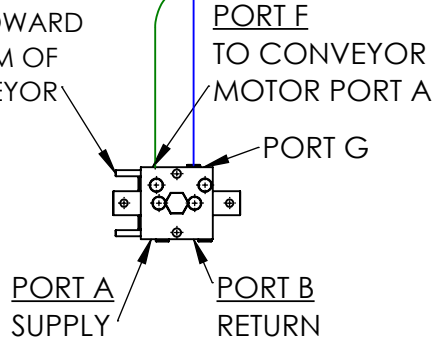 OWARD
M OF
EYOR
PORT F
TO CONVEYOR
MOTOR PORT A
PORT G
PORT A
SUPPLY
PORT B
RETURN